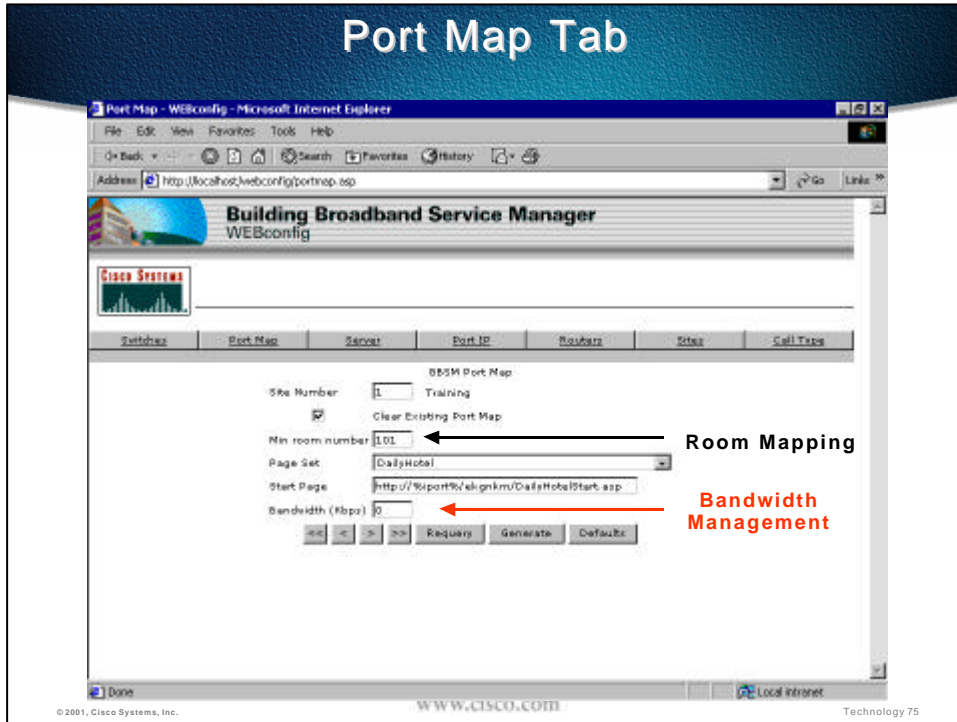 Port Map Tab
Port Map - WEBconfig - Microsoft Internet Explorer
File Edit View Favorites Tools Help
Back Search Favorites History
Address http://localhost/webconfig/portmap.asp Go Links »
Building Broadband Service Manager
WEBconfig
CISCO SYSTEMS
Switches Port Map Server Port IP Routers Sites Call Type
BBSM Port Map
Site Number 1 Training
Clear Existing Port Map
Min room number 101
Room Mapping
Page Set DailyHotel
Start Page http://%iport%/ekgnkm/DailyHotelStart.asp
Bandwidth (Kbps) 0
Bandwidth
Management
<< < > >> Requery Generate Defaults
Done Local intranet
© 2001, Cisco Systems, Inc. www.cisco.com Technology 75